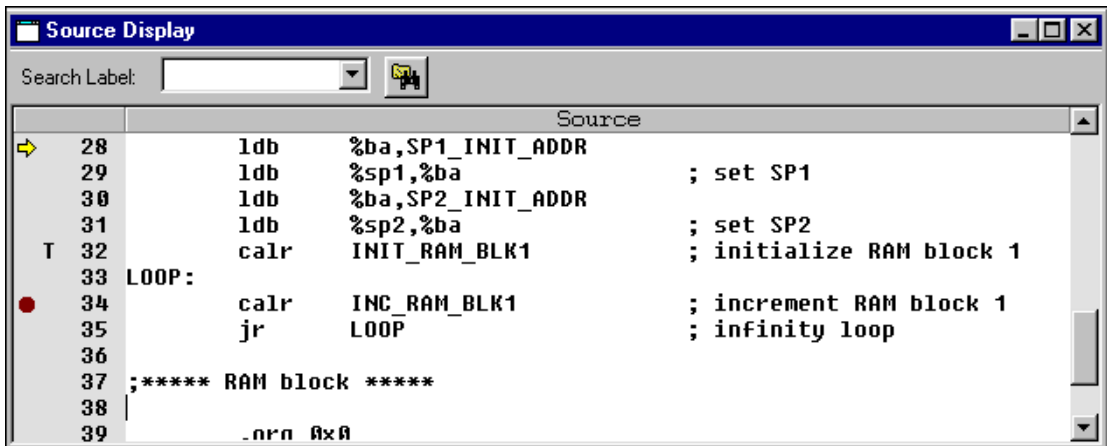 Source Display
Search Label:
Source
28 ldb %ba,SP1_INIT_ADDR
29 ldb %sp1,%ba ; set SP1
30 ldb %ba,SP2_INIT_ADDR
31 ldb %sp2,%ba ; set SP2
T 32 calr INIT_RAM_BLK1 ; initialize RAM block 1
33 LOOP:
34 calr INC_RAM_BLK1 ; increment RAM block 1
35 jr LOOP ; infinity loop
36
37 ;***** RAM block *****
38
39 .org 0x0